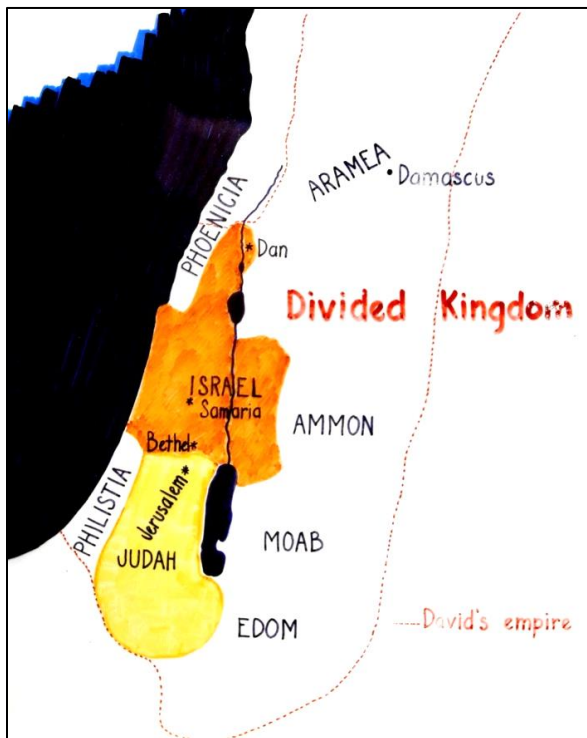 ARAMEA
Damascus
PHOENICIA
* Dan
Divided Kingdom
ISRAEL
* Samaria
AMMON
Bethel*
Jerusalem*
PHILISTIA
JUDAH
MOAB
EDOM
David's empire